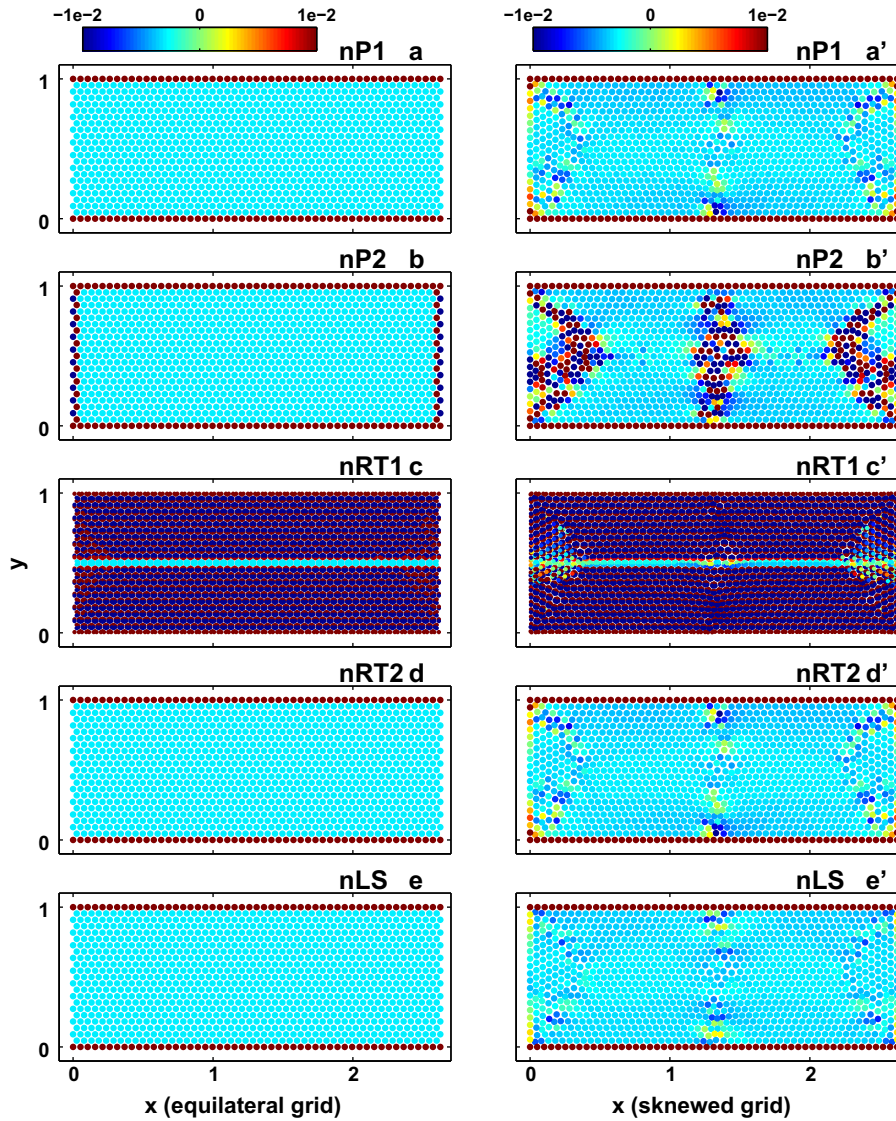 −1e−2 0 1e−2 −1e−2 0 1e−2
nP1 a nP1 a'
1 0
nP2 b nP2 b'
1 0
nRT1 c nRT1 c'
1 0
y
nRT2 d nRT2 d'
1 0
nLS e nLS e'
1 0
0 1 2 0 1 2
x (equilateral grid) x (sknewed grid)